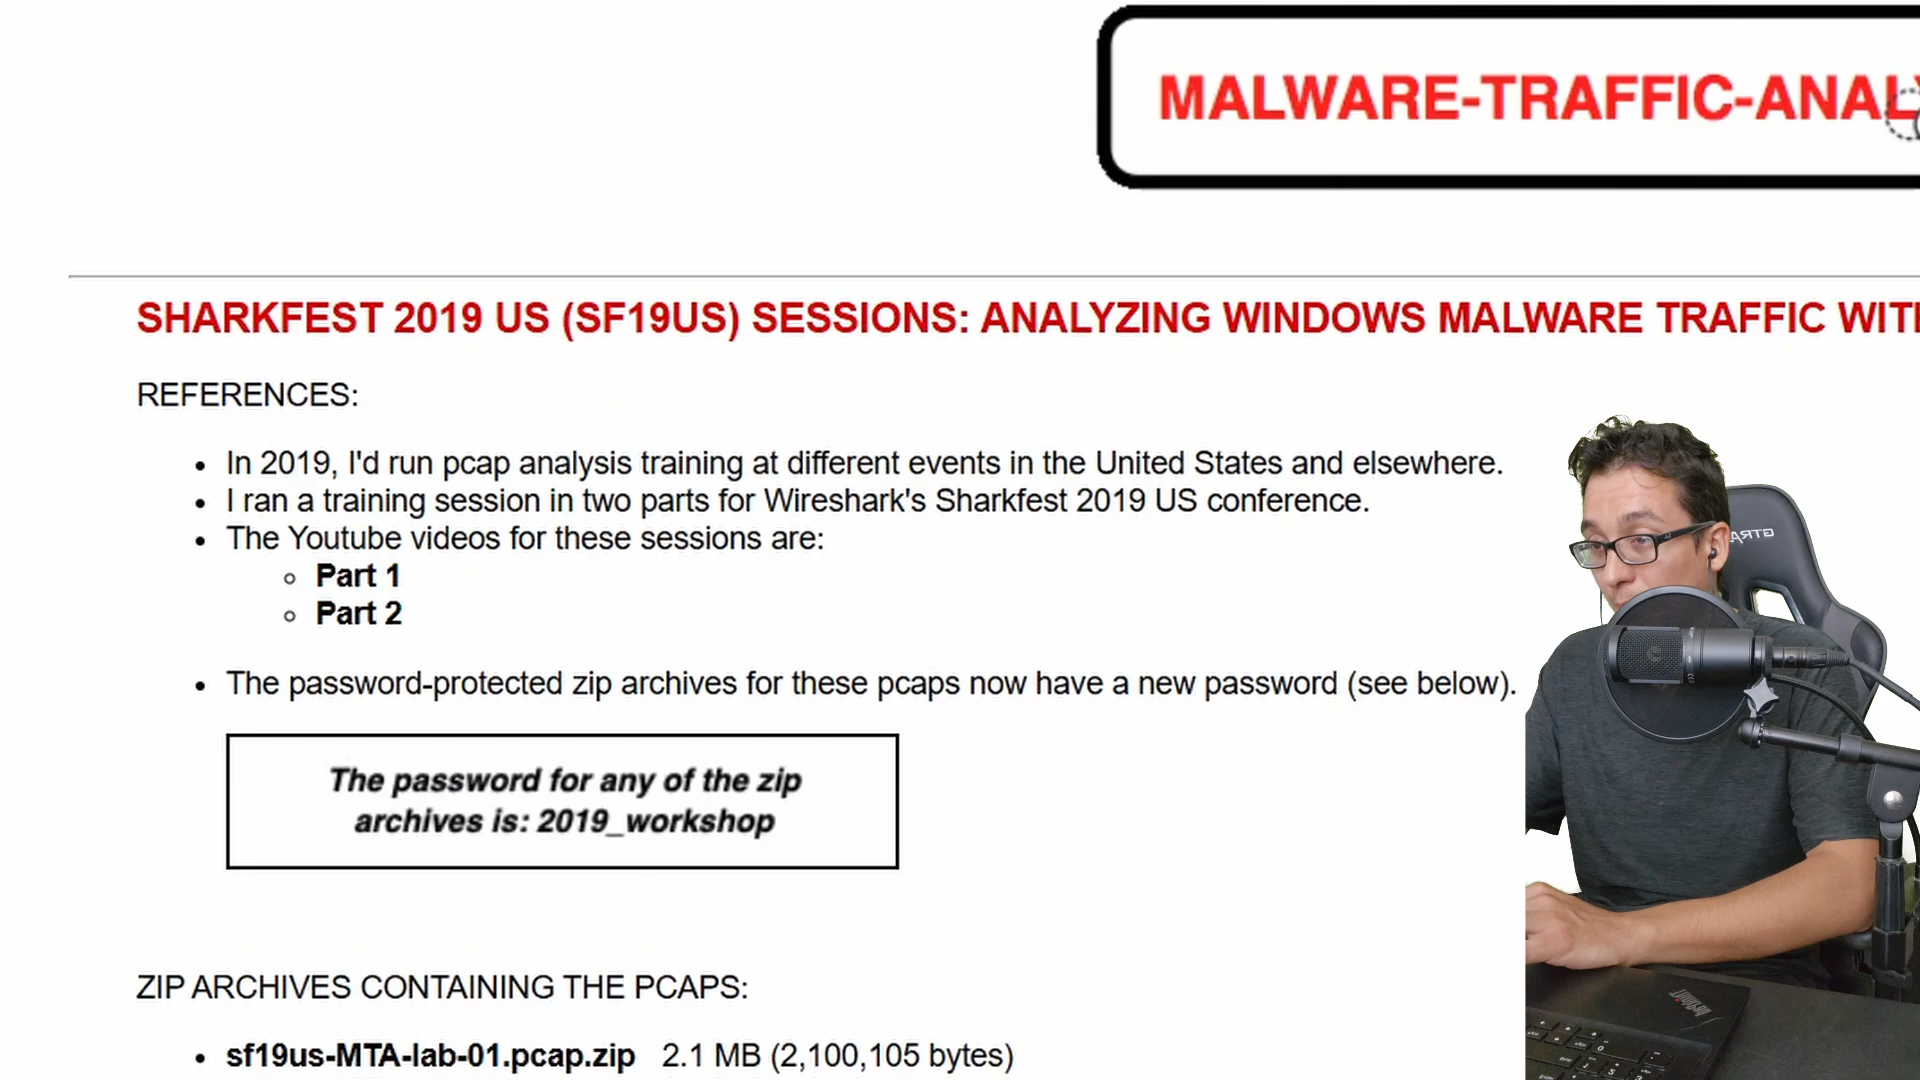 MALWARE-TRAFFIC-ANAL
SHARKFEST 2019 US (SF19US) SESSIONS: ANALYZING WINDOWS MALWARE TRAFFIC WIT
REFERENCES:
• In 2019, I'd run pcap analysis training at different events in the United States and elsewhere.
• I ran a training session in two parts for Wireshark's Sharkfest 2019 US conference.
• The Youtube videos for these sessions are:
Part 1
Part 2
• The password-protected zip archives for these pcaps now have a new password (see below).
The password for any of the zip
archives is: 2019_workshop
ZIP ARCHIVES CONTAINING THE PCAPS:
• sf19us-MTA-lab-01.pcap.zip 2.1 MB (2,100,105 bytes)